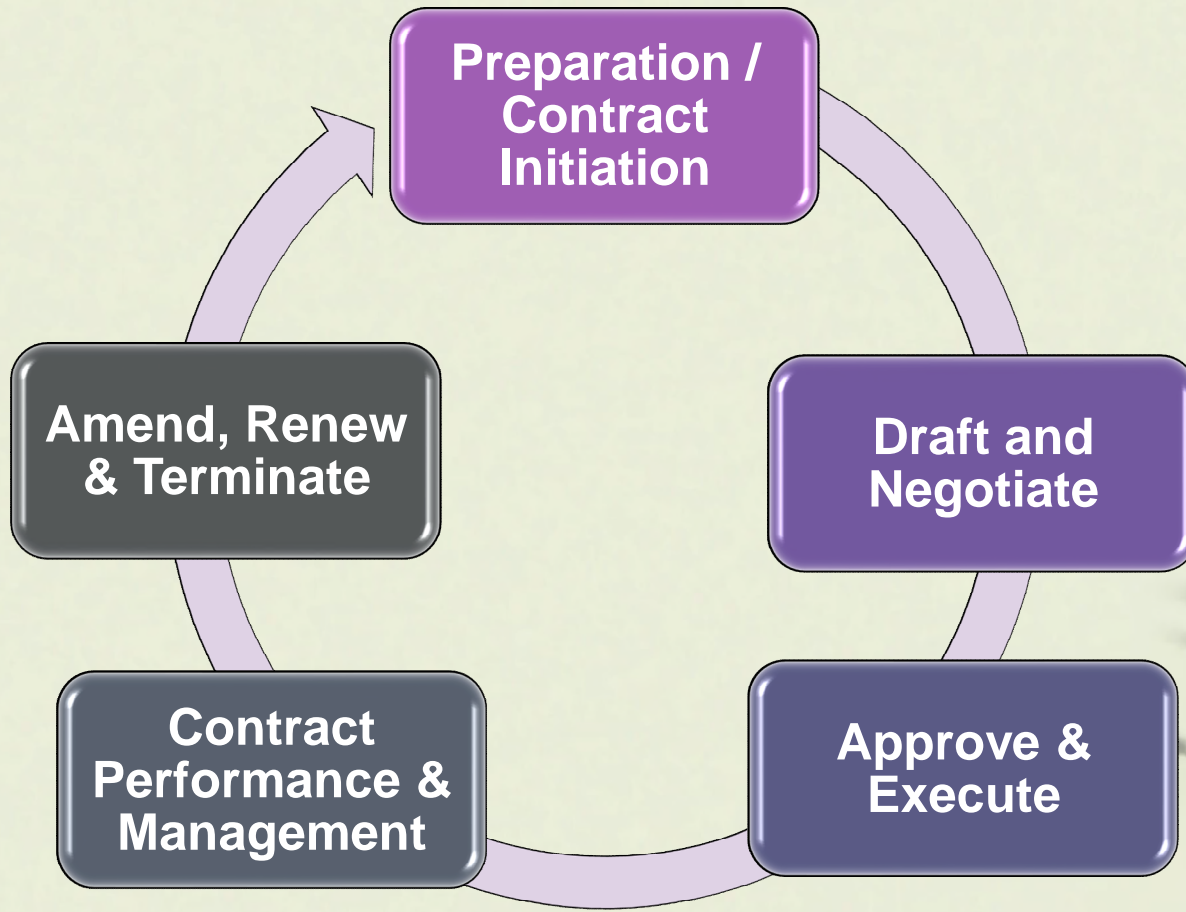 Preparation /
Contract
Initiation
Draft and
Negotiate
Approve &
Execute
Contract
Performance &
Management
Amend, Renew
& Terminate